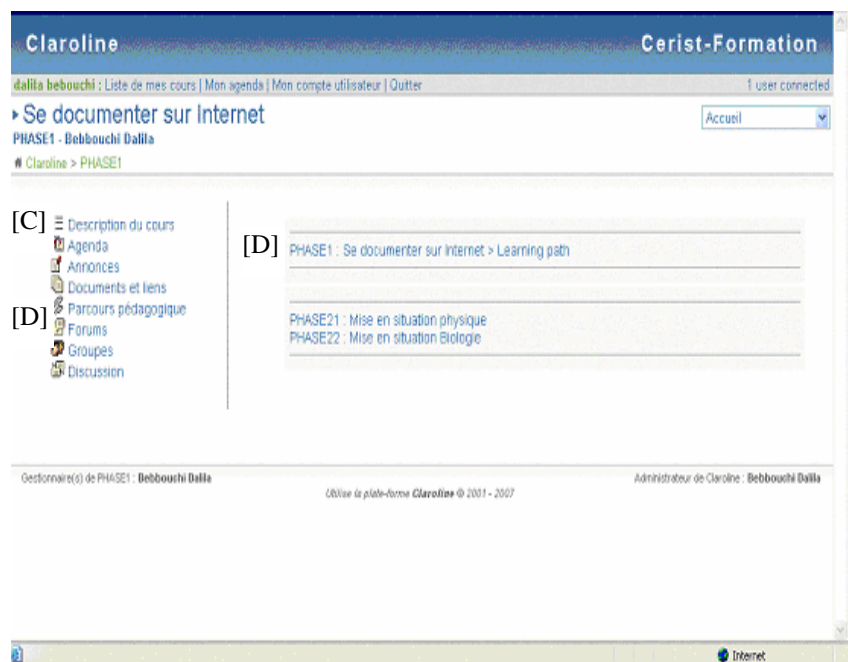 Claroline Cerist-Formation
dalila bebouchi : Liste de mes cours | Mon agenda | Mon compte utilisateur | Quitter 1 user connected
Se documenter sur Internet Accueil
PHASE1 - Bebbouchi Dalila
Claroline > PHASE1
[C] Description du cours
Agenda
Annonces
Documents et liens
[D] Parcours pédagogique
Forums
Groupes
Discussion
[D] PHASE1 : Se documenter sur Internet > Learning path
PHASE21 : Mise en situation physique
PHASE22 : Mise en situation Biologie
Gestionnaire(s) de PHASE1 : Bebbouchi Dalila Administrateur de Claroline : Bebbouchi Dalila
Utilise la plate-forme Claroline © 2001 - 2007
Internet